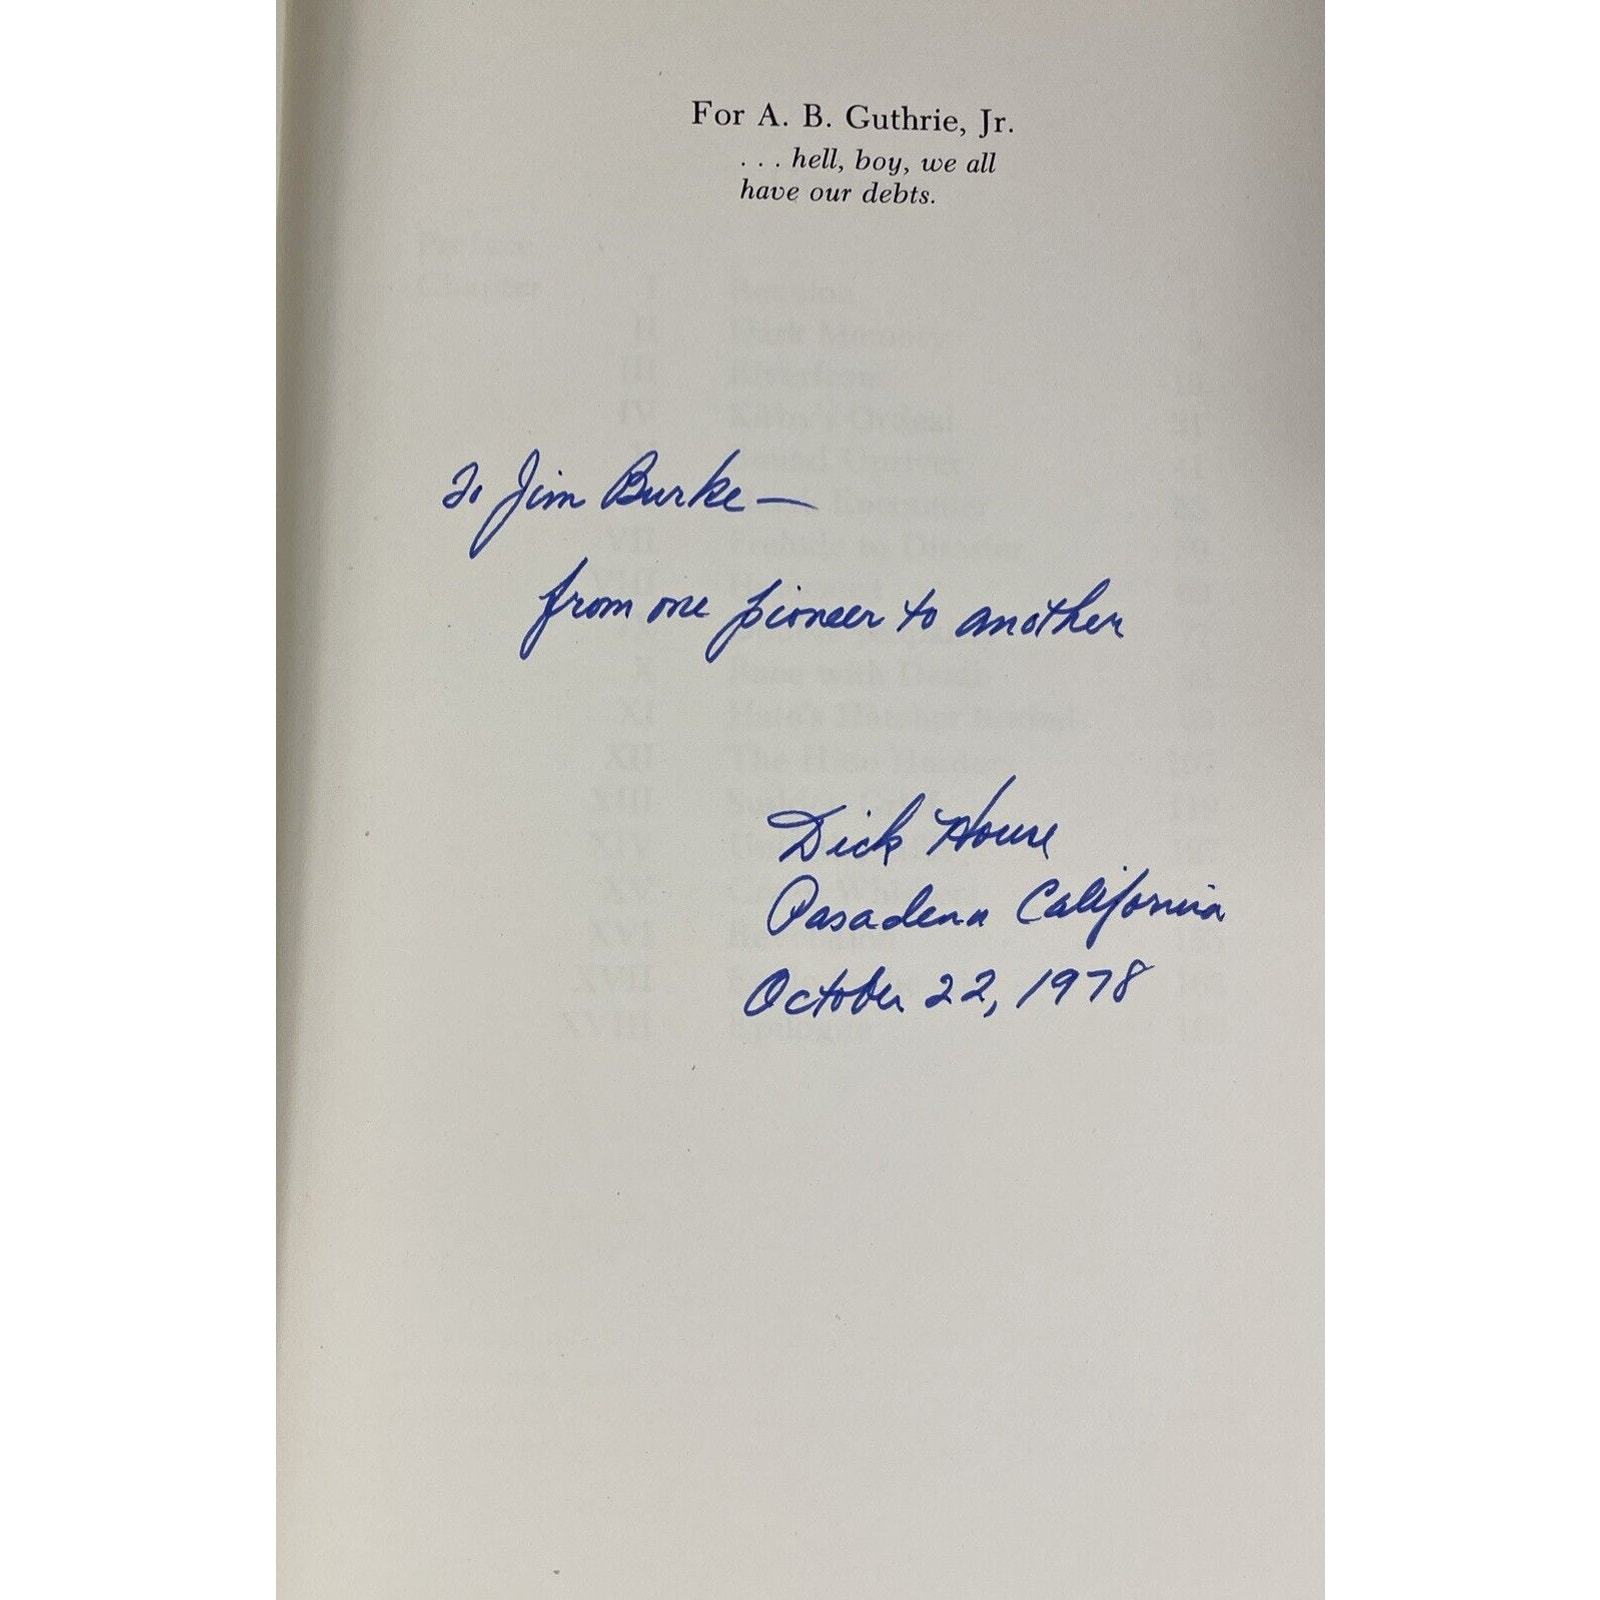 For A. B. Guthrie, Jr.
. . . hell, boy, we all
have our debts.
To Jim Burke —
from one pioneer to another
Dick House
Pasadena California
October 22, 1978